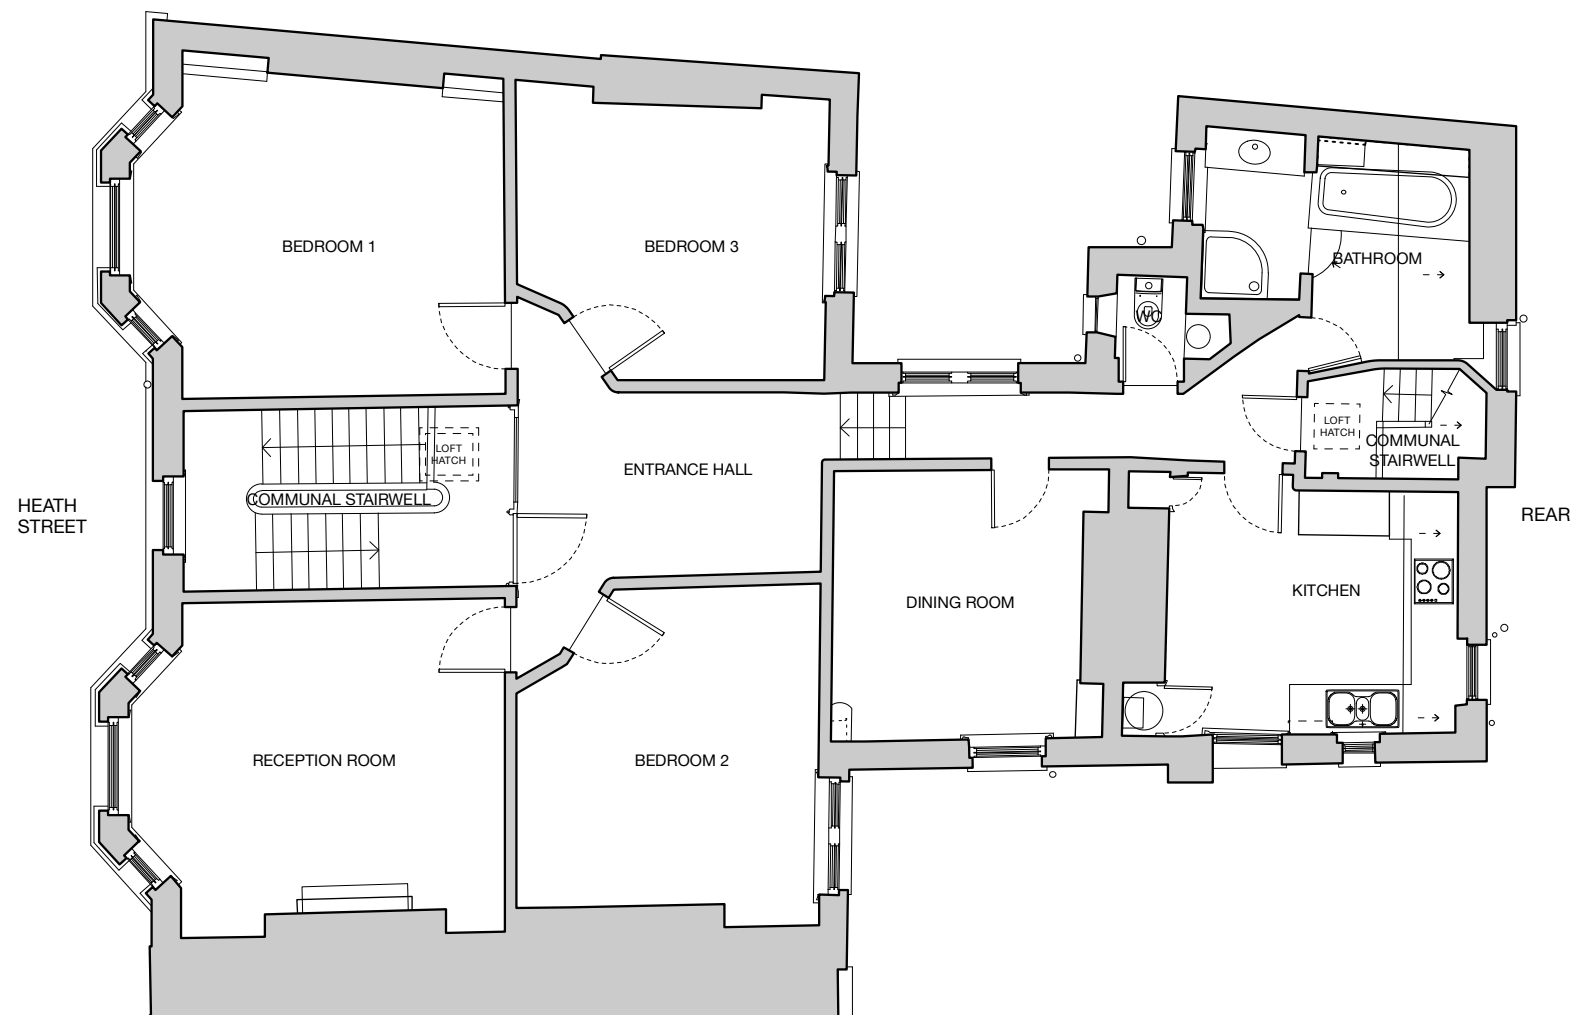 BEDROOM 1
BEDROOM 3
BATHROOM
WC
LOFT
HATCH
COMMUNAL
STAIRWELL
LOFT
HATCH
ENTRANCE HALL
COMMUNAL STAIRWELL
HEATH
STREET
REAR
KITCHEN
DINING ROOM
RECEPTION ROOM
BEDROOM 2